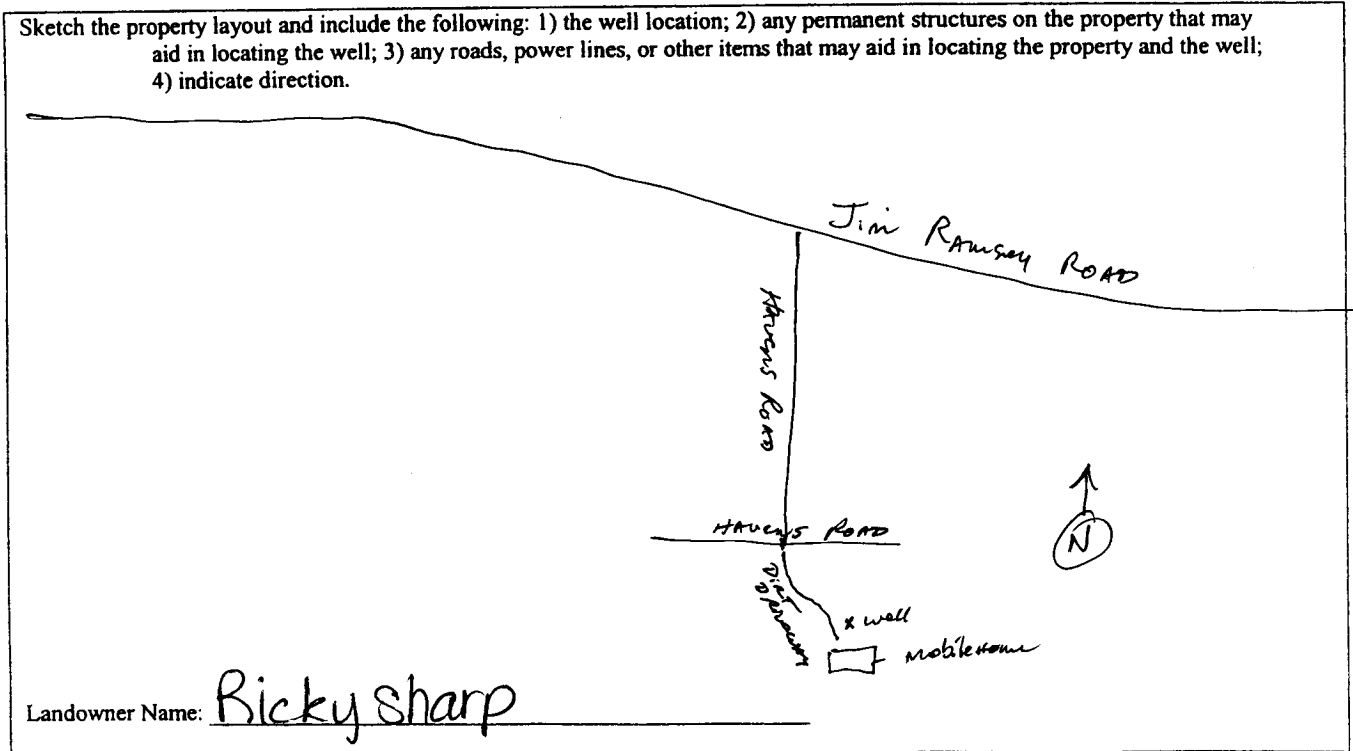 Sketch the property layout and include the following: 1) the well location; 2) any permanent structures on the property that may
aid in locating the well; 3) any roads, power lines, or other items that may aid in locating the property and the well;
4) indicate direction.
Jim Ramsey Road
Havens Road
Havens Road
N
Dirt
Driveway
x well
mobile home
Landowner Name: Ricky Sharp